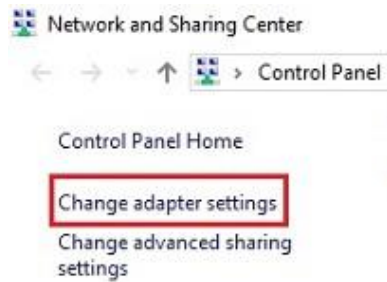 Network and Sharing Center
> Control Panel
Control Panel Home
Change adapter settings
Change advanced sharing
settings